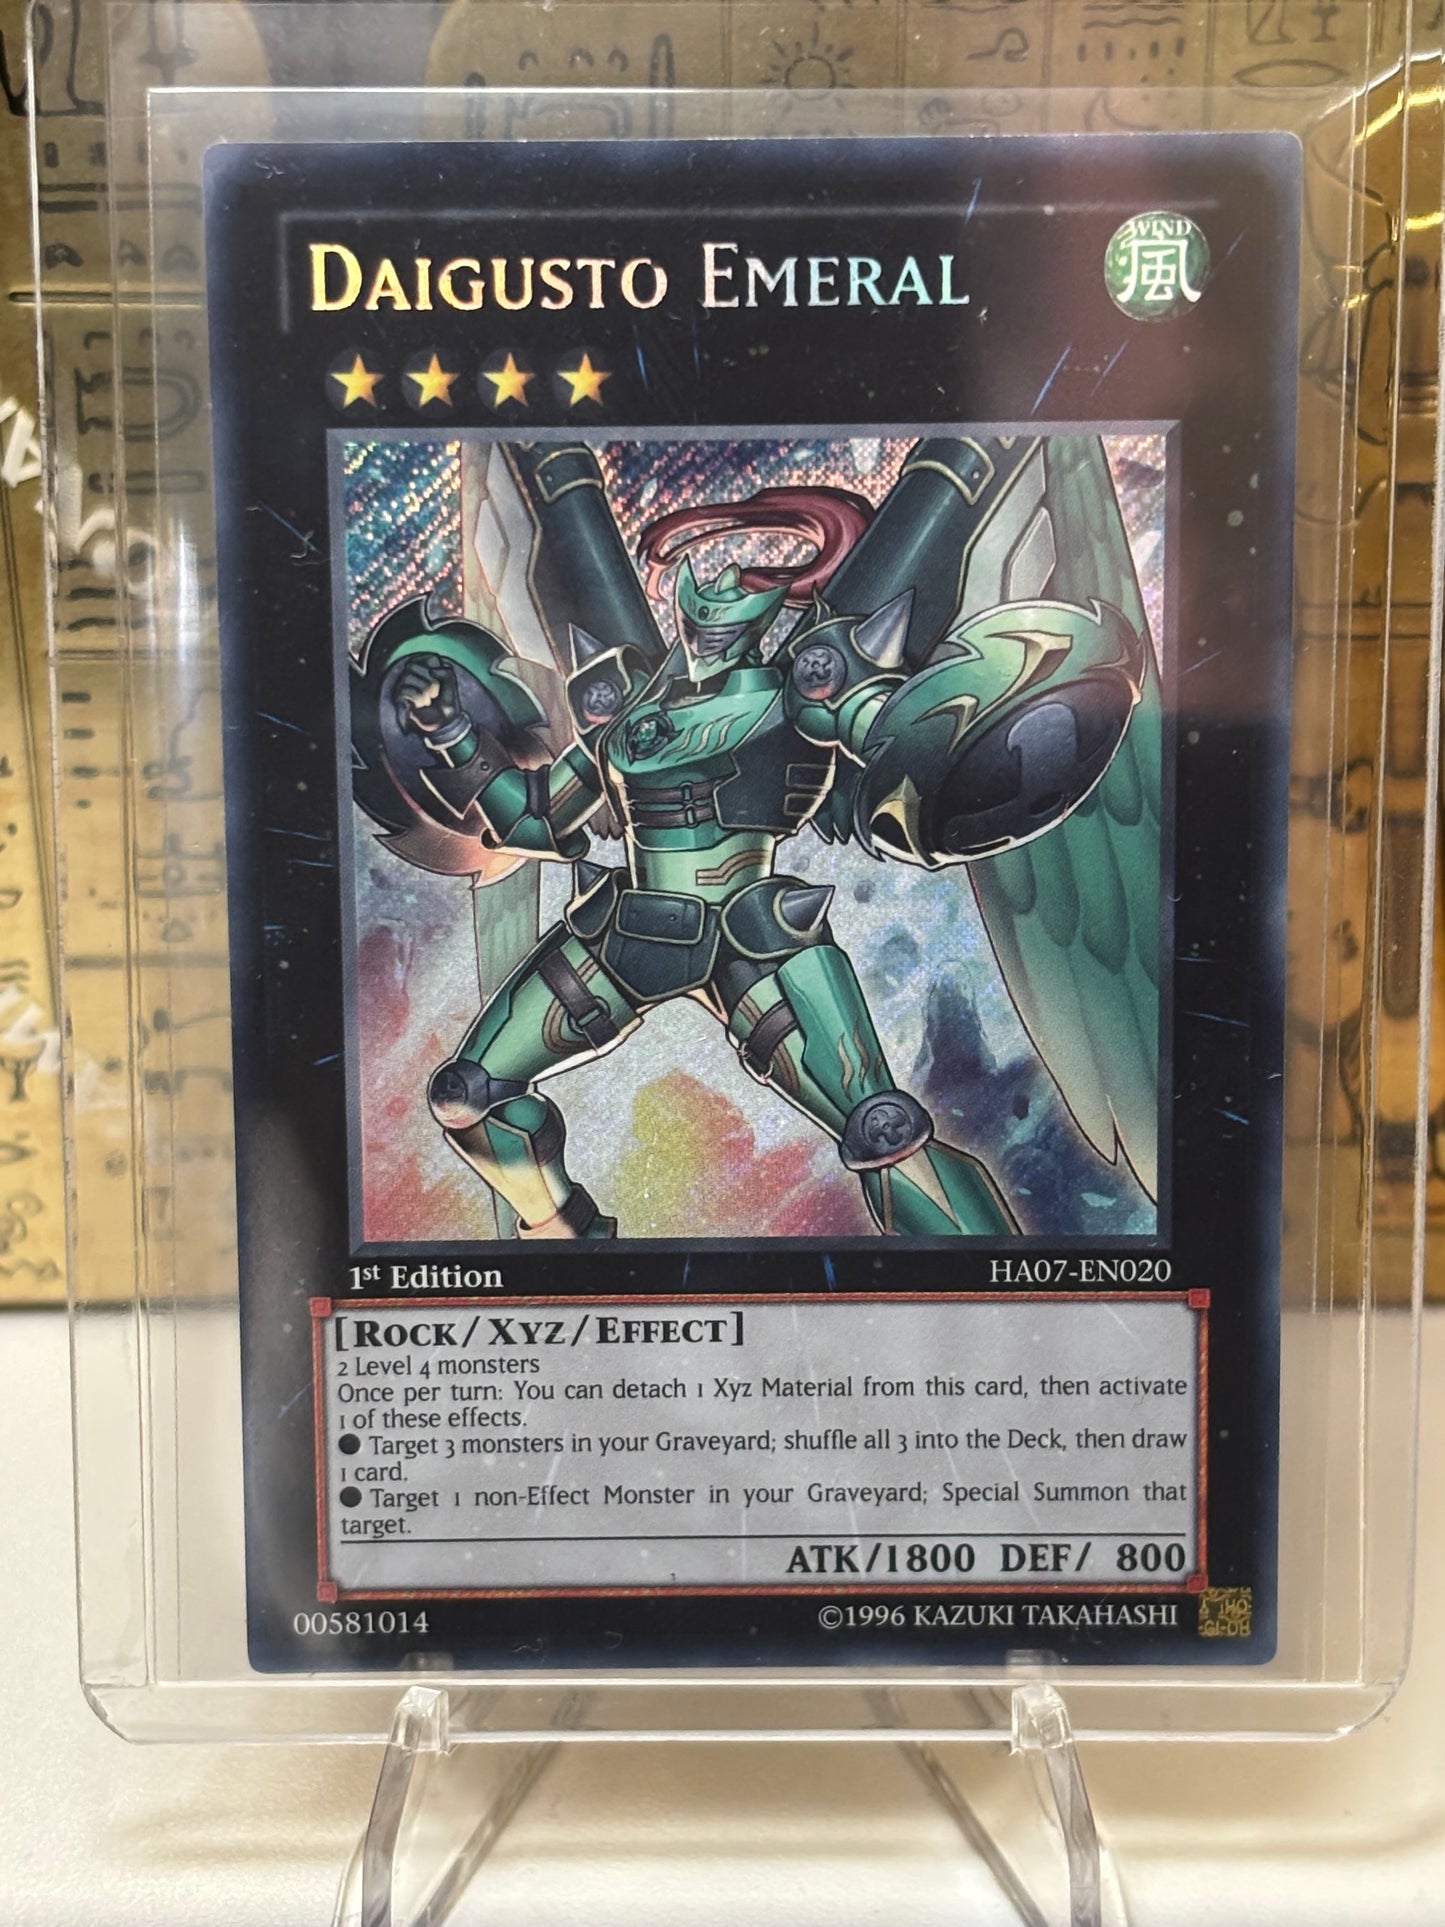 DAIGUSTO EMERAL
WIND
風
1st Edition
HA07-EN020
[ROCK/XYZ/EFFECT]
2 Level 4 monsters
Once per turn: You can detach 1 Xyz Material from this card, then activate
1 of these effects.
● Target 3 monsters in your Graveyard; shuffle all 3 into the Deck, then draw
1 card.
● Target 1 non-Effect Monster in your Graveyard; Special Summon that
target.
ATK/1800 DEF/ 800
00581014
©1996 KAZUKI TAKAHASHI